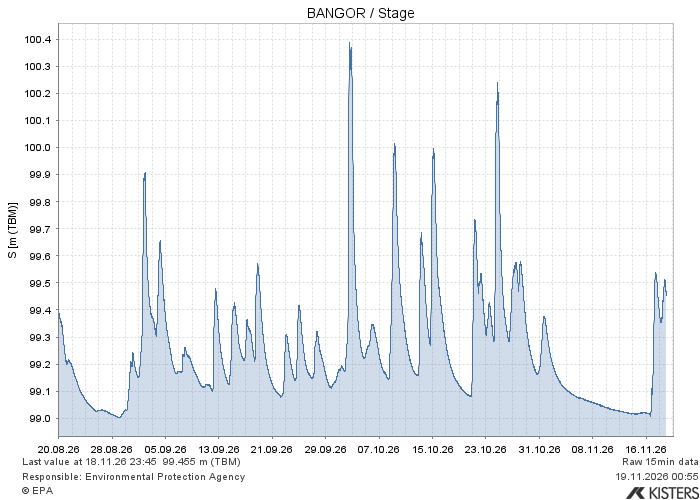 BANGOR / Stage
S [m (TBM)]
100.4
100.3
100.2
100.1
100.0
99.9
99.8
99.7
99.6
99.5
99.4
99.3
99.2
99.1
99.0
20.08.26 28.08.26 05.09.26 13.09.26 21.09.26 29.09.26 07.10.26 15.10.26 23.10.26 31.10.26 08.11.26 16.11.26
Last value at 18.11.26 23:45 99.455 m (TBM) Raw 15min data
Responsible: Environmental Protection Agency 19.11.2026 00:55
© EPA KISTERS